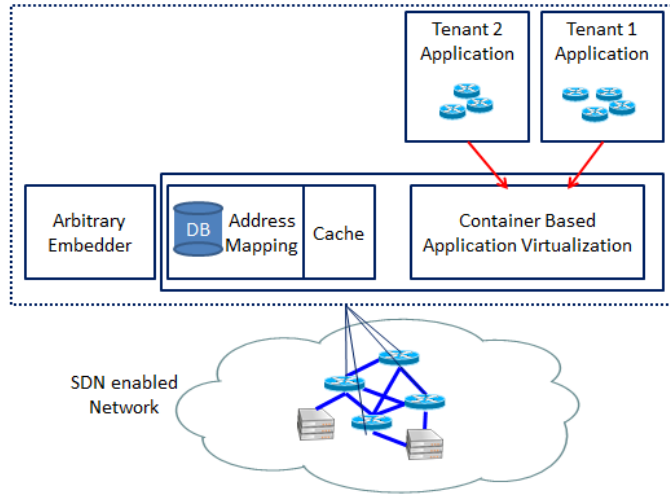 Tenant 2
Application
Tenant 1
Application
Arbitrary
Embedder
DB
Address
Mapping
Cache
Container Based
Application Virtualization
SDN enabled
Network